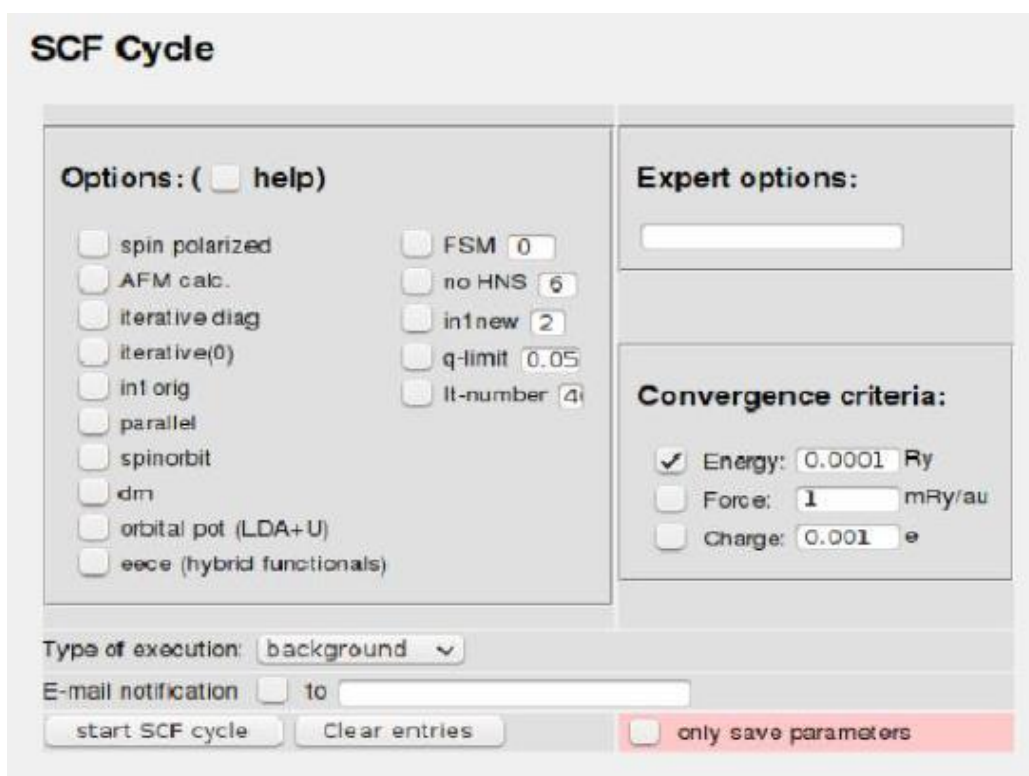 SCF Cycle
Options: ( help)
spin polarized
AFM calc.
iterative diag
iterative(0)
in1 orig
parallel
spinorbit
dm
orbital pot (LDA+U)
eece (hybrid functionals)
FSM 0
no HNS 6
in1new 2
q-limit 0.05
It-number 4
Expert options:
Convergence criteria:
Energy: 0.0001 Ry
Force: 1 mRy/au
Charge: 0.001 e
Type of execution: background
E-mail notification to
start SCF cycle Clear entries only save parameters